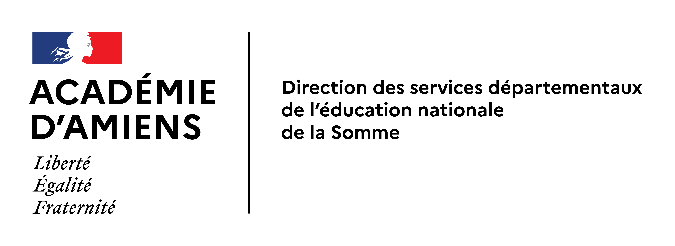 ACADÉMIE
D'AMIENS
Liberté
Égalité
Fraternité
Direction des services départementaux
de l'éducation nationale
de la Somme